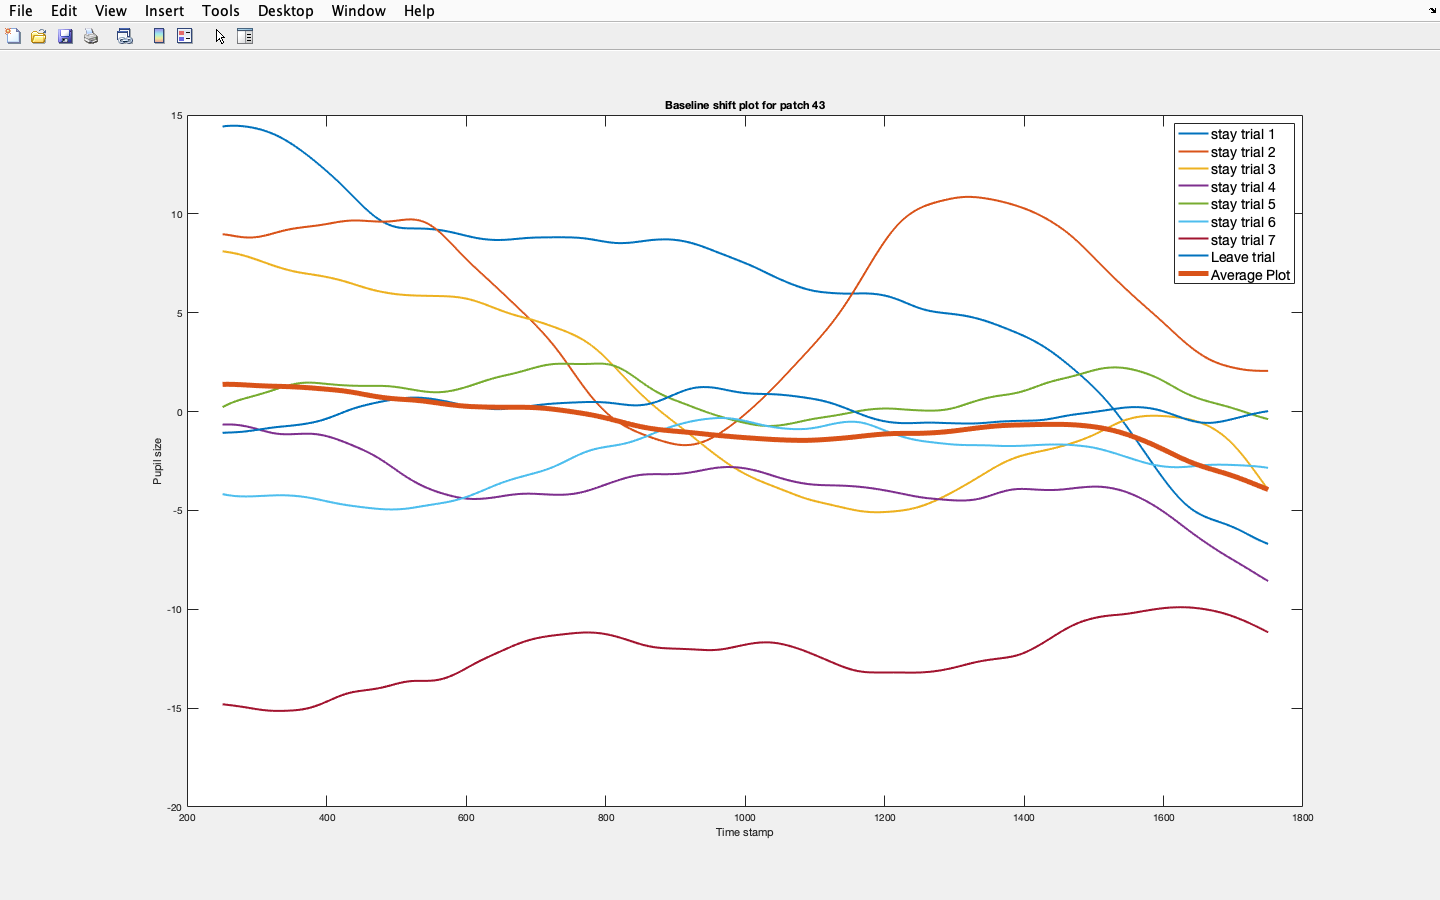 File Edit View Insert Tools Desktop Window Help
Baseline shift plot for patch 43
15
10
5
0
-5
-10
-15
-20
Pupil size
200 400 600 800 1000 1200 1400 1600 1800
Time stamp
stay trial 1
stay trial 2
stay trial 3
stay trial 4
stay trial 5
stay trial 6
stay trial 7
Leave trial
Average Plot